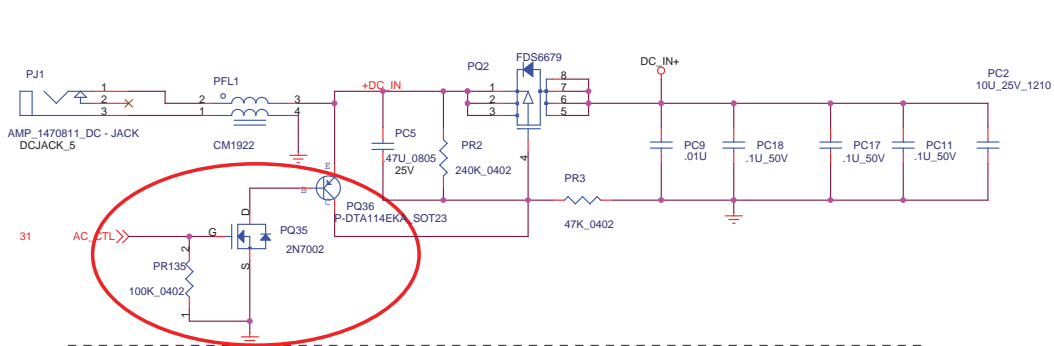 PJ1
1
2
3
AMP_1470811_DC - JACK
DCJACK_5
PFL1
2
1
3
4
CM1922
+DC_IN
PC5
.47U_0805
25V
PR2
240K_0402
PQ2
FDS6679
1
2
3
8
7
6
5
4
DC_IN+
PC9
.01U
PC18
.1U_50V
PC17
.1U_50V
PC11
.1U_50V
PC2
10U_25V_1210
PR3
47K_0402
E
B
C
PQ36
P-DTA114EKA_SOT23
31
AC_CTL
G
D
S
PQ35
2N7002
2
PR135
100K_0402
1